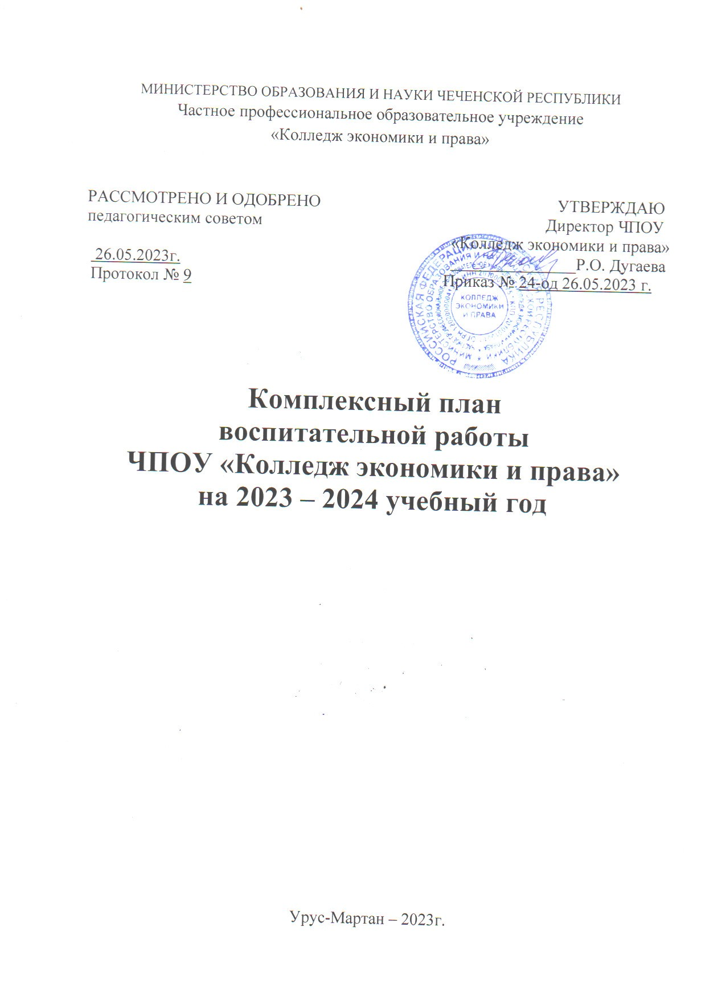 МИНИСТЕРСТВО ОБРАЗОВАНИЯ И НАУКИ ЧЕЧЕНСКОЙ РЕСПУБЛИКИ
Частное профессиональное образовательное учреждение
«Колледж экономики и права»
РАССМОТРЕНО И ОДОБРЕНО
педагогическим советом
26.05.2023г.
Протокол № 9
УТВЕРЖДАЮ
Директор ЧПОУ
«Колледж экономики и права»
Р.О. Дугаева
Приказ № 24-од 26.05.2023 г.
РОССИЙСКАЯ ФЕДЕРАЦИЯ
РЕСПУБЛИКА
КОЛЛЕДЖ
ЭКОНОМИКИ
И ПРАВА
Комплексный план
воспитательной работы
ЧПОУ «Колледж экономики и права»
на 2023 – 2024 учебный год
Урус-Мартан – 2023г.